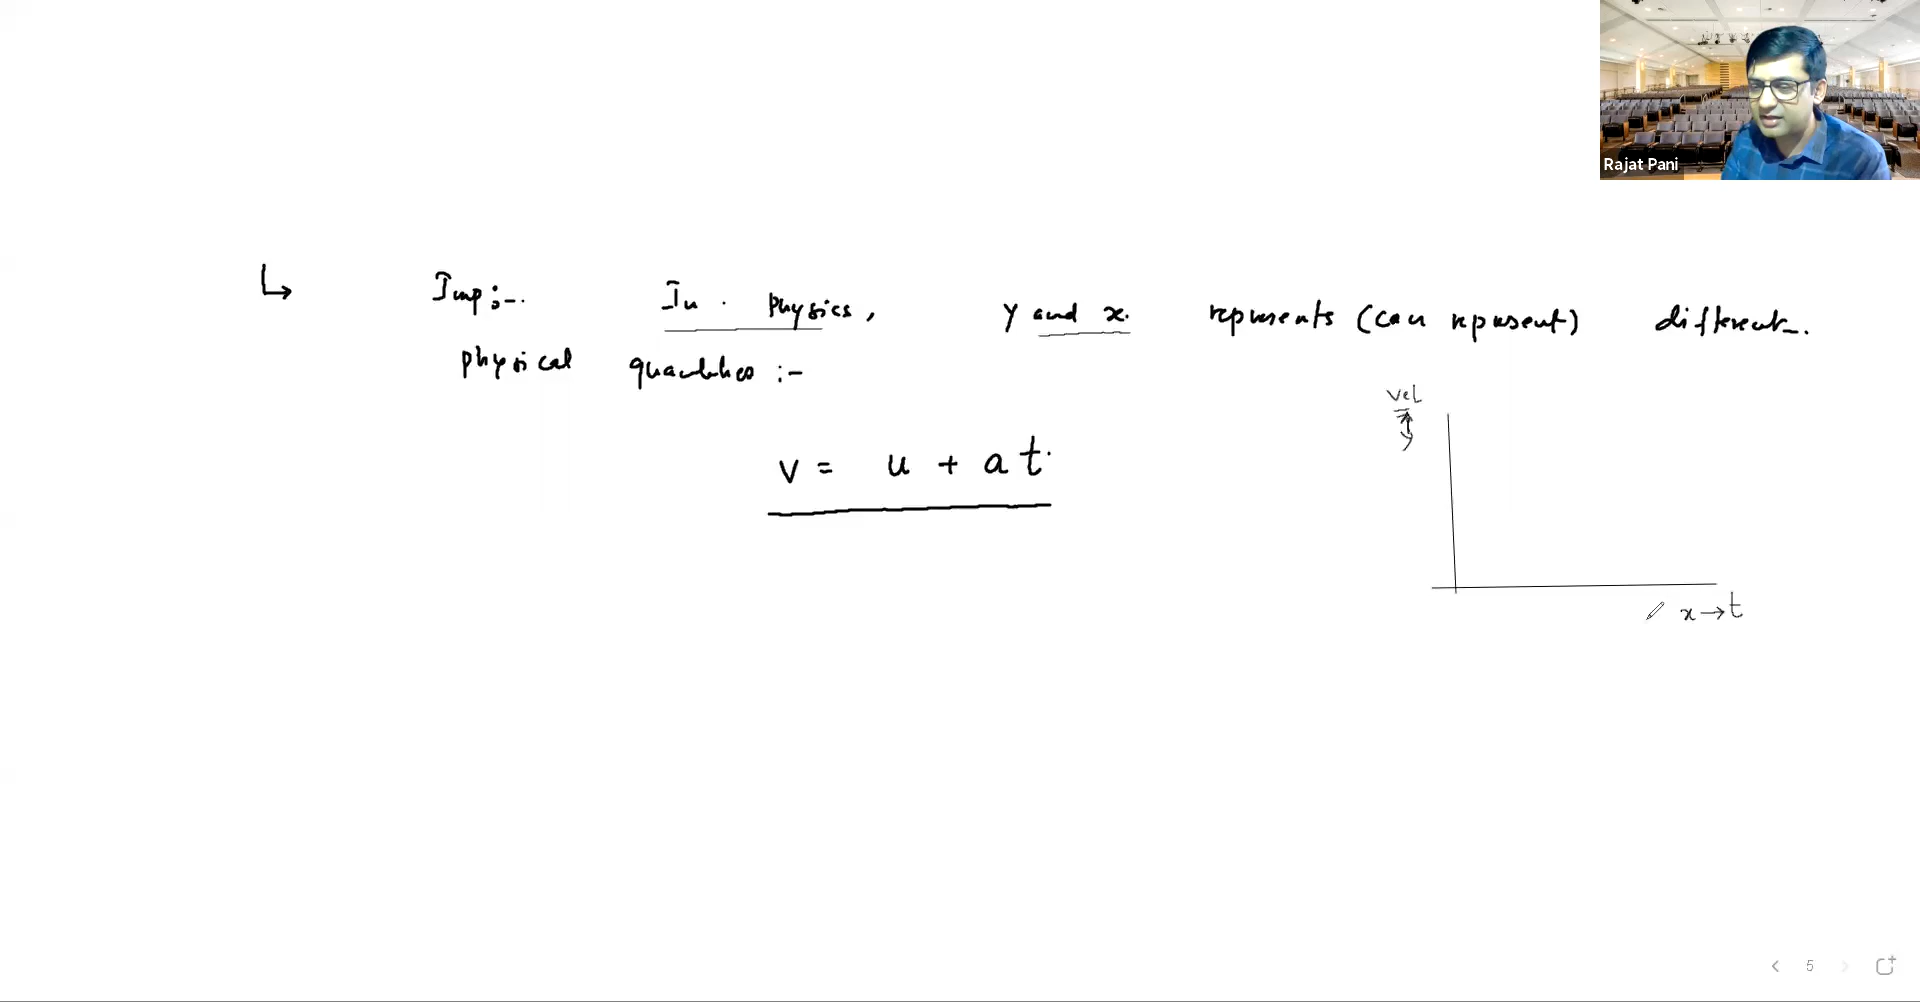 Rajat Pani
Imp:-. In. physics, y and x. represents (can represent) different.
physical quantities :-
vel
y
v = u + at.
x → t
5